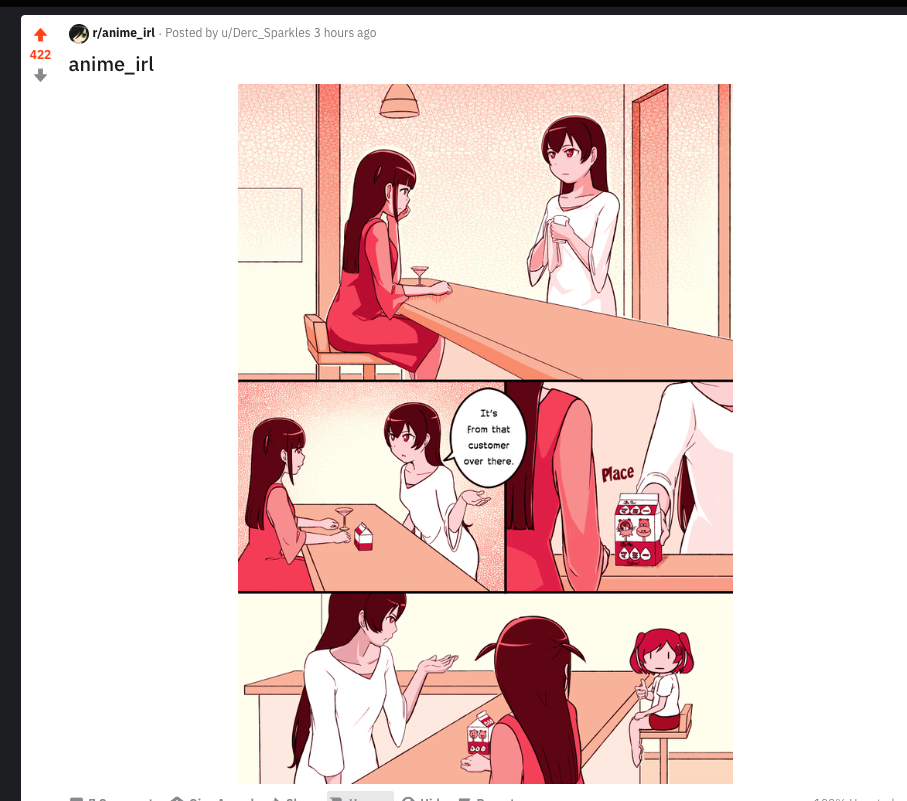 r/anime_irl · Posted by u/Derc_Sparkles 3 hours ago
422
anime_irl
It's
from that
customer
over there.
Place